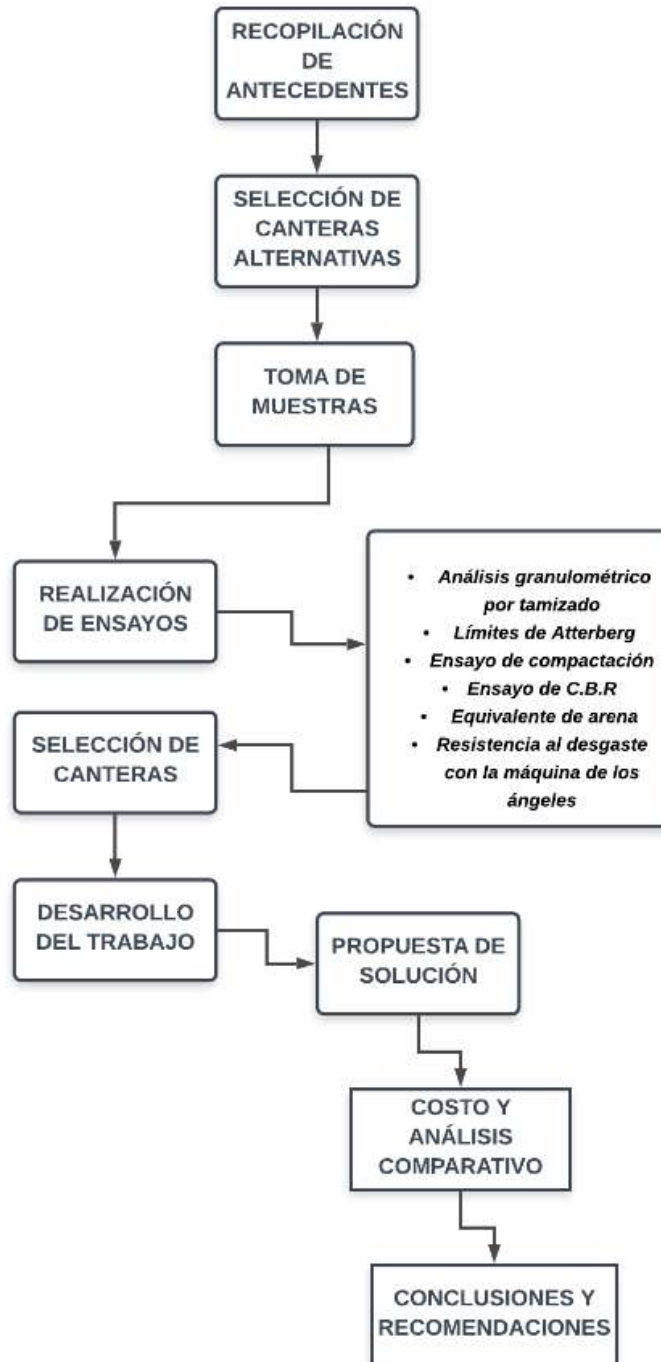 RECOPILACIÓN
DE
ANTECEDENTES
SELECCIÓN DE
CANTERAS
ALTERNATIVAS
TOMA DE
MUESTRAS
REALIZACIÓN
DE ENSAYOS
• Análisis granulométrico
por tamizado
• Límites de Atterberg
• Ensayo de compactación
• Ensayo de C.B.R
• Equivalente de arena
• Resistencia al desgaste
con la máquina de los
ángeles
SELECCIÓN DE
CANTERAS
DESARROLLO
DEL TRABAJO
PROPUESTA DE
SOLUCIÓN
COSTO Y
ANÁLISIS
COMPARATIVO
CONCLUSIONES Y
RECOMENDACIONES